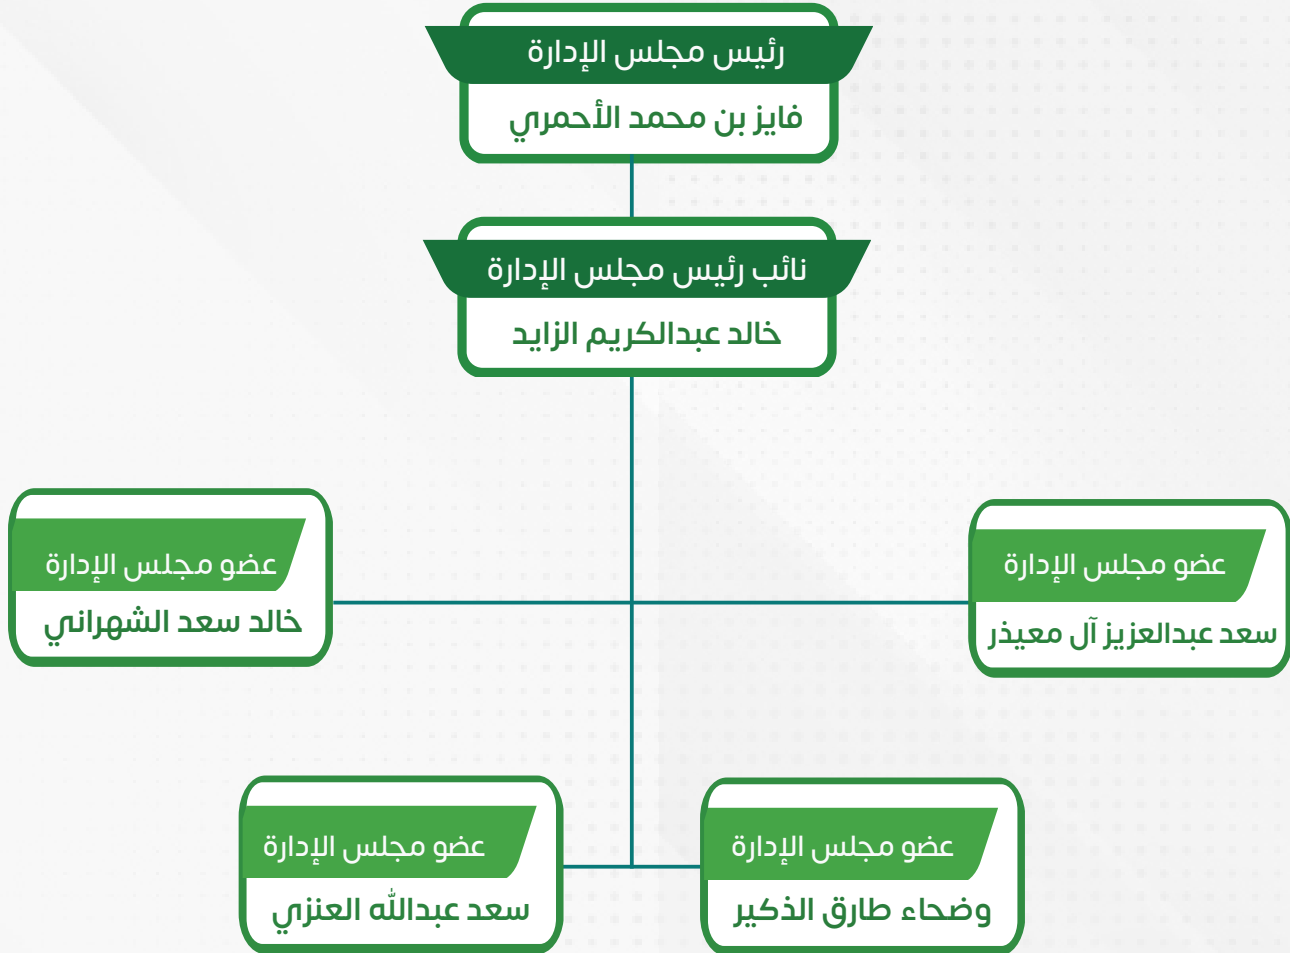 رئيس مجلس الإدارة
فايز بن محمد الأحمري
نائب رئيس مجلس الإدارة
خالد عبدالكريم الزايد
عضو مجلس الإدارة
سعد عبدالعزيز آل معيذر
عضو مجلس الإدارة
خالد سعد الشهراني
عضو مجلس الإدارة
وضحاء طارق الذكير
عضو مجلس الإدارة
سعد عبدالله العنزي